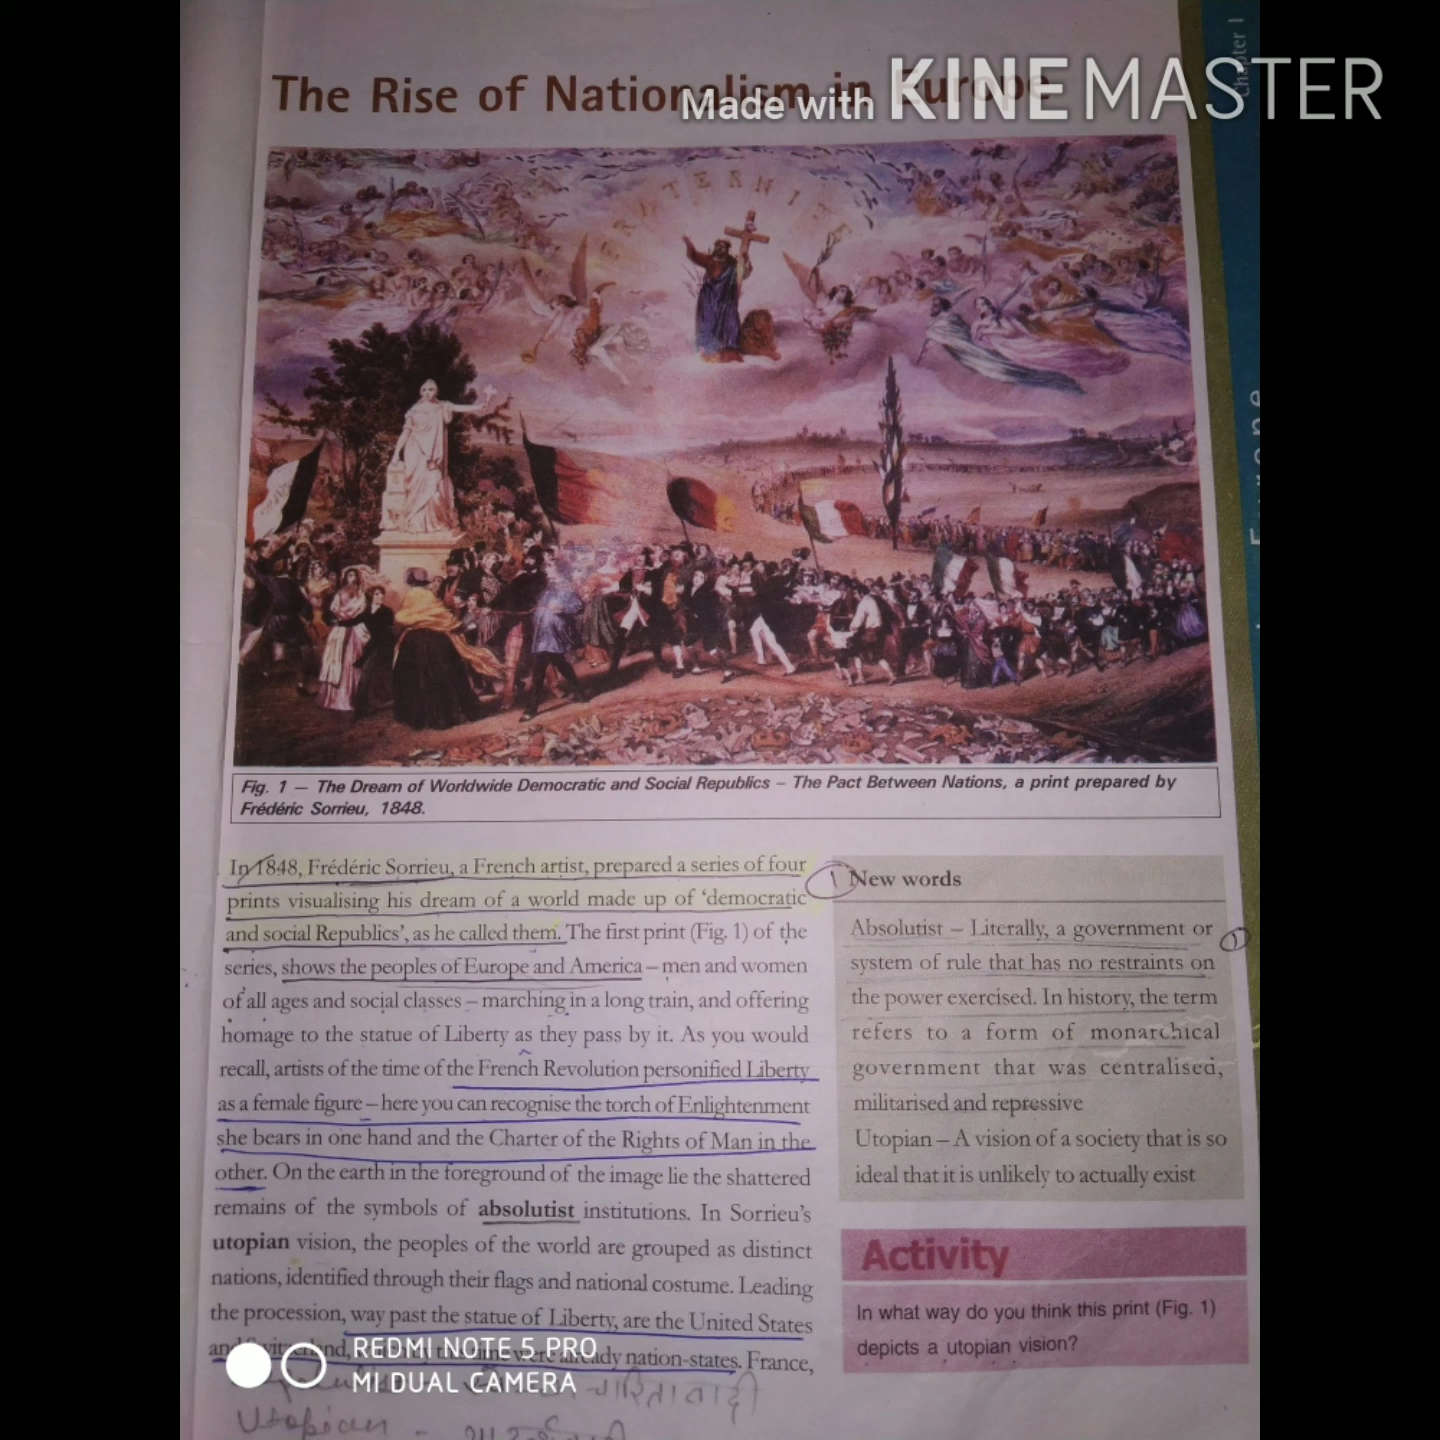 Chapter 1
The Rise of Nationalism in Europe
Made with KINEMASTER
FRATERNITÉ
Fig. 1 — The Dream of Worldwide Democratic and Social Republics – The Pact Between Nations, a print prepared by
Frédéric Sorrieu, 1848.
In 1848, Frédéric Sorrieu, a French artist, prepared a series of four
prints visualising his dream of a world made up of ‘democratic
and social Republics’, as he called them. The first print (Fig. 1) of the
series, shows the peoples of Europe and America – men and women
of all ages and social classes – marching in a long train, and offering
homage to the statue of Liberty as they pass by it. As you would
recall, artists of the time of the French Revolution personified Liberty
as a female figure – here you can recognise the torch of Enlightenment
she bears in one hand and the Charter of the Rights of Man in the
other. On the earth in the foreground of the image lie the shattered
remains of the symbols of absolutist institutions. In Sorrieu’s
utopian vision, the peoples of the world are grouped as distinct
nations, identified through their flags and national costume. Leading
the procession, way past the statue of Liberty, are the United States
and Switzerland, were already nation-states. France,
Utopian -
1
New words
Absolutist – Literally, a government or
system of rule that has no restraints on
the power exercised. In history, the term
refers to a form of monarchical
government that was centralised,
militarised and repressive
Utopian – A vision of a society that is so
ideal that it is unlikely to actually exist
1
Activity
In what way do you think this print (Fig. 1)
depicts a utopian vision?
Europe
REDMI NOTE 5 PRO
MI DUAL CAMERA